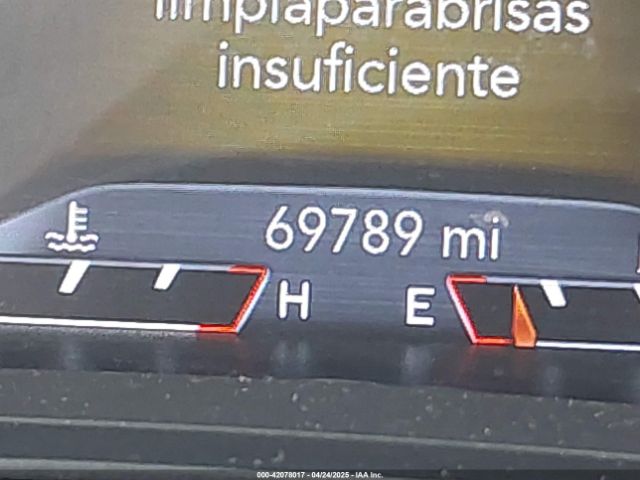 limpiaparabrisas
insuficiente
69789 mi
H E
000-42078017 - 04/24/2025 - IAA Inc.